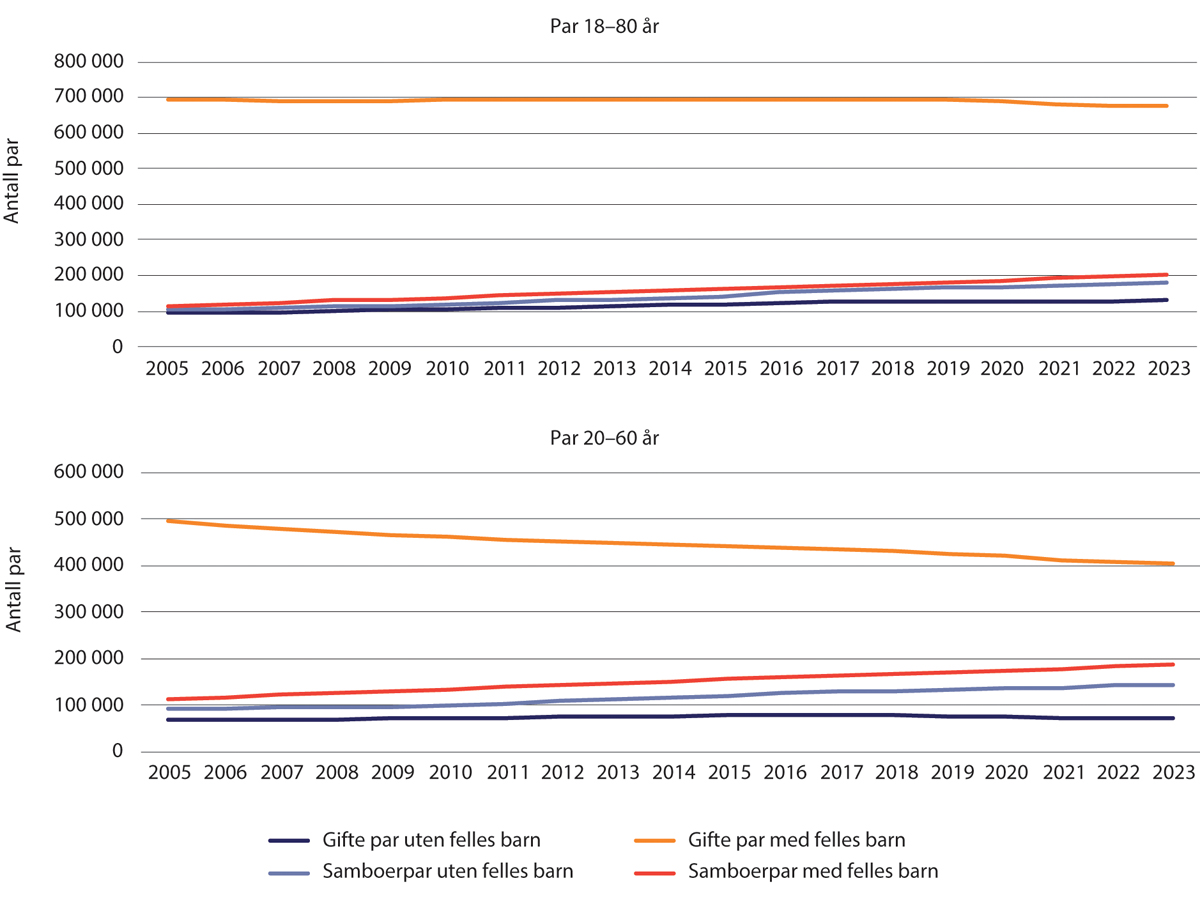 Par 18–80 år
Antall par
800 000
700 000
600 000
500 000
400 000
300 000
200 000
100 000
0
2005 2006 2007 2008 2009 2010 2011 2012 2013 2014 2015 2016 2017 2018 2019 2020 2021 2022 2023
Par 20–60 år
Antall par
600 000
500 000
400 000
300 000
200 000
100 000
0
2005 2006 2007 2008 2009 2010 2011 2012 2013 2014 2015 2016 2017 2018 2019 2020 2021 2022 2023
Gifte par uten felles barn
Gifte par med felles barn
Samboerpar uten felles barn
Samboerpar med felles barn